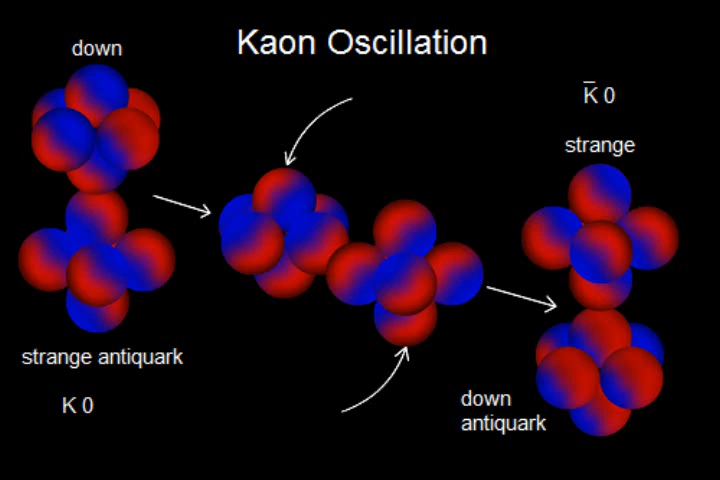 Kaon Oscillation
down
strange antiquark
K 0
K̅ 0
strange
down
antiquark